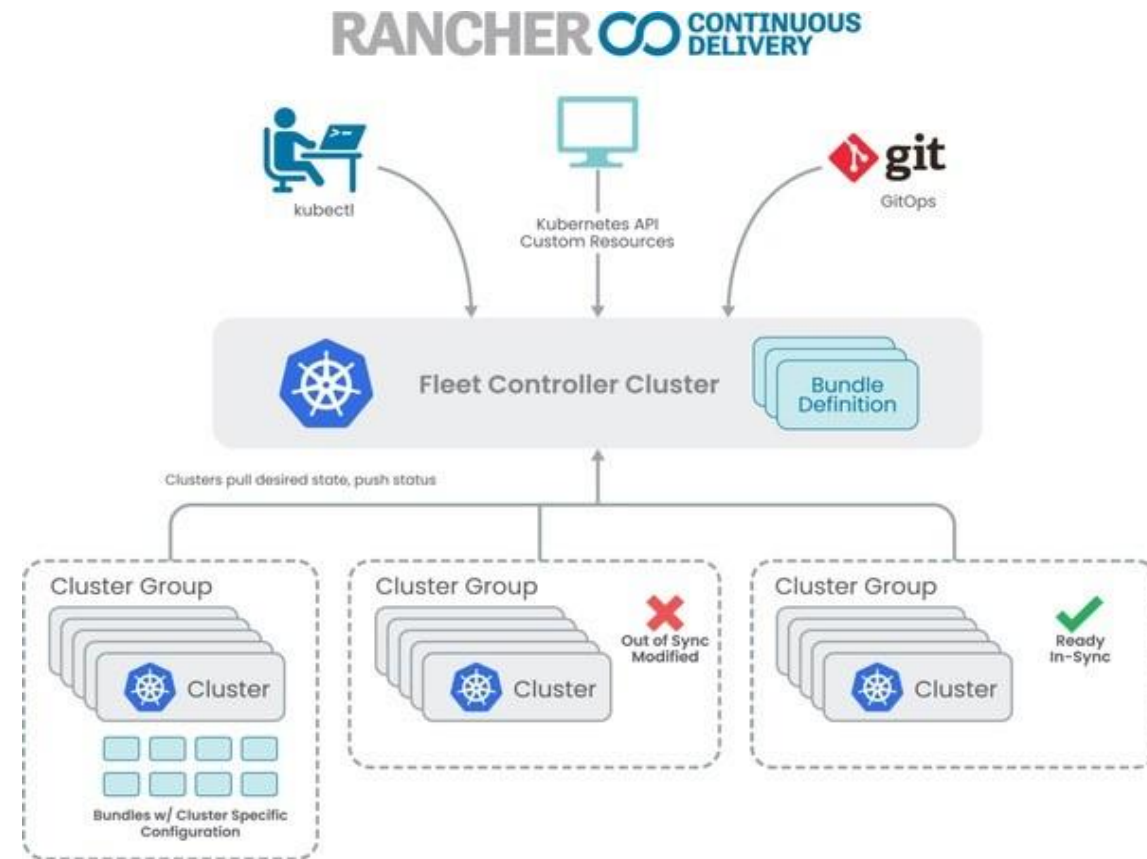 RANCHER CONTINUOUS
DELIVERY
>-
kubectl
Kubernetes API
Custom Resources
git
GitOps
Fleet Controller Cluster
Bundle
Definition
Clusters pull desired state, push status
Cluster Group
Cluster
Bundles w/ Cluster Specific
Configuration
Cluster Group
Out of Sync
Modified
Cluster
Cluster Group
Ready
In-Sync
Cluster